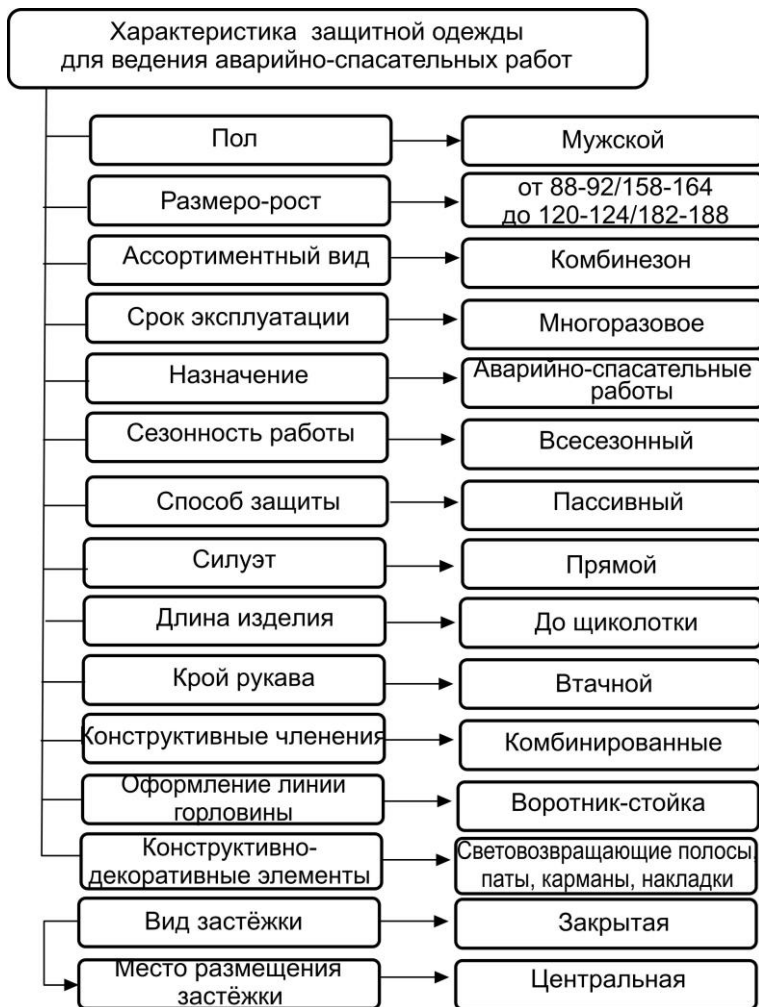 Характеристика защитной одежды
для ведения аварийно-спасательных работ
Пол
Мужской
Размеро-рост
от 88-92/158-164
до 120-124/182-188
Ассортиментный вид
Комбинезон
Срок эксплуатации
Многоразовое
Назначение
Аварийно-спасательные
работы
Сезонность работы
Всесезонный
Способ защиты
Пассивный
Силуэт
Прямой
Длина изделия
До щиколотки
Крой рукава
Втачной
Конструктивные членения
Комбинированные
Оформление линии
горловины
Воротник-стойка
Конструктивно-
декоративные элементы
Световозвращающие полосы,
паты, карманы, накладки
Вид застёжки
Закрытая
Место размещения
застёжки
Центральная